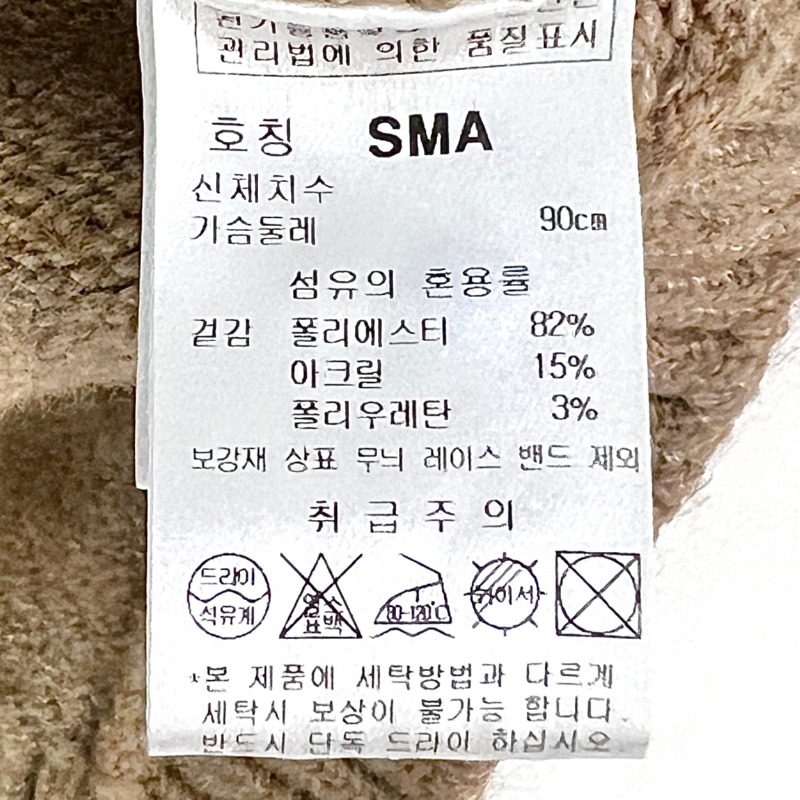 관리법에 의한 품질표시
호칭 SMA
신체치수
가슴둘레 90cm
섬유의 혼용률
겉감 폴리에스터 82%
아크릴 15%
폴리우레탄 3%
보강재 상표 무늬 레이스 밴드 제외
취급주의
드라이
석유계
염소
표백
80-120℃
뉘어서
*본 제품에 세탁방법과 다르게
세탁시 보상이 불가능 합니다.
반드시 단독 드라이 하십시오